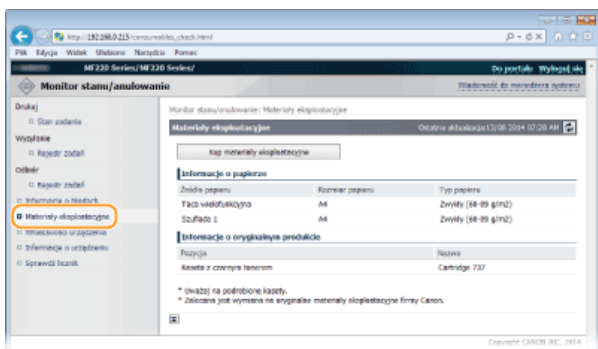 http://192.168.0.215/consumables_check.html
Plik Edycja Widok Ulubione Narzędzia Pomoc
MF220 Series/MF220 Series/
Do portalu Wyloguj się
Monitor stanu/anulowanie
Wiadomość do menedżera systemu
Drukuj
Stan zadania
Wysyłanie
Rejestr zadań
Odbiór
Rejestr zadań
Informacje o błędach
Materiały eksploatacyjne
Właściwości urządzenia
Informacje o urządzeniu
Sprawdź licznik
Monitor stanu/anulowanie: Materiały eksploatacyjne
Materiały eksploatacyjne
Ostatnia aktualizacja:13/08 2014 07:20 AM
Kup materiały eksploatacyjne
Informacje o papierze
Źródło papieru Rozmiar papieru Typ papieru
Taca wielofunkcyjna A4 Zwykły (60-89 g/m2)
Szuflada 1 A4 Zwykły (60-89 g/m2)
Informacje o oryginalnym produkcie
Pozycja Nazwa
Kaseta z czarnym tonerem Cartridge 737
* Uważaj na podrobione kasety.
* Zalecana jest wymiana na oryginalne materiały eksploatacyjne firmy Canon.
Copyright CANON INC. 2014